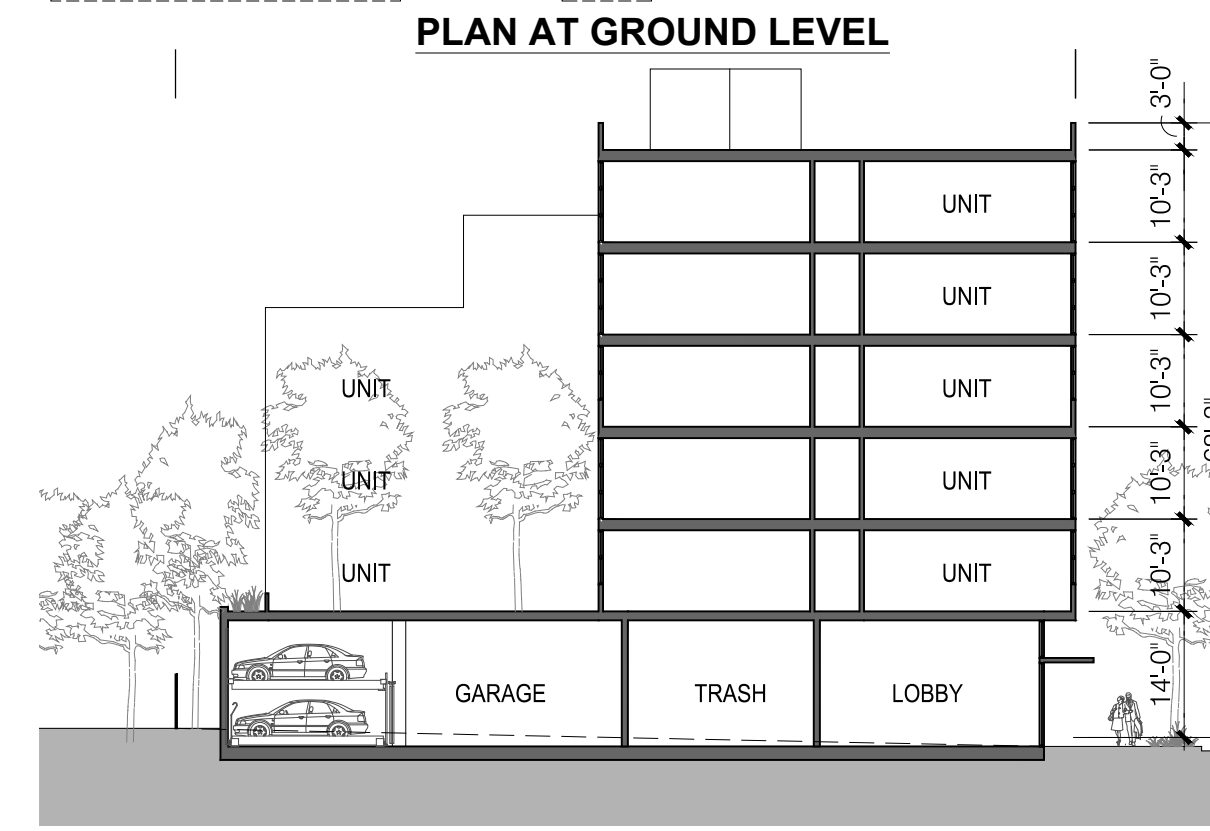 PLAN AT GROUND LEVEL
3'-0"
UNIT
10'-3"
UNIT
10'-3"
UNIT
UNIT
10'-3"
UNIT
UNIT
10'-3"
UNIT
UNIT
10'-3"
GARAGE
TRASH
LOBBY
14'-0"